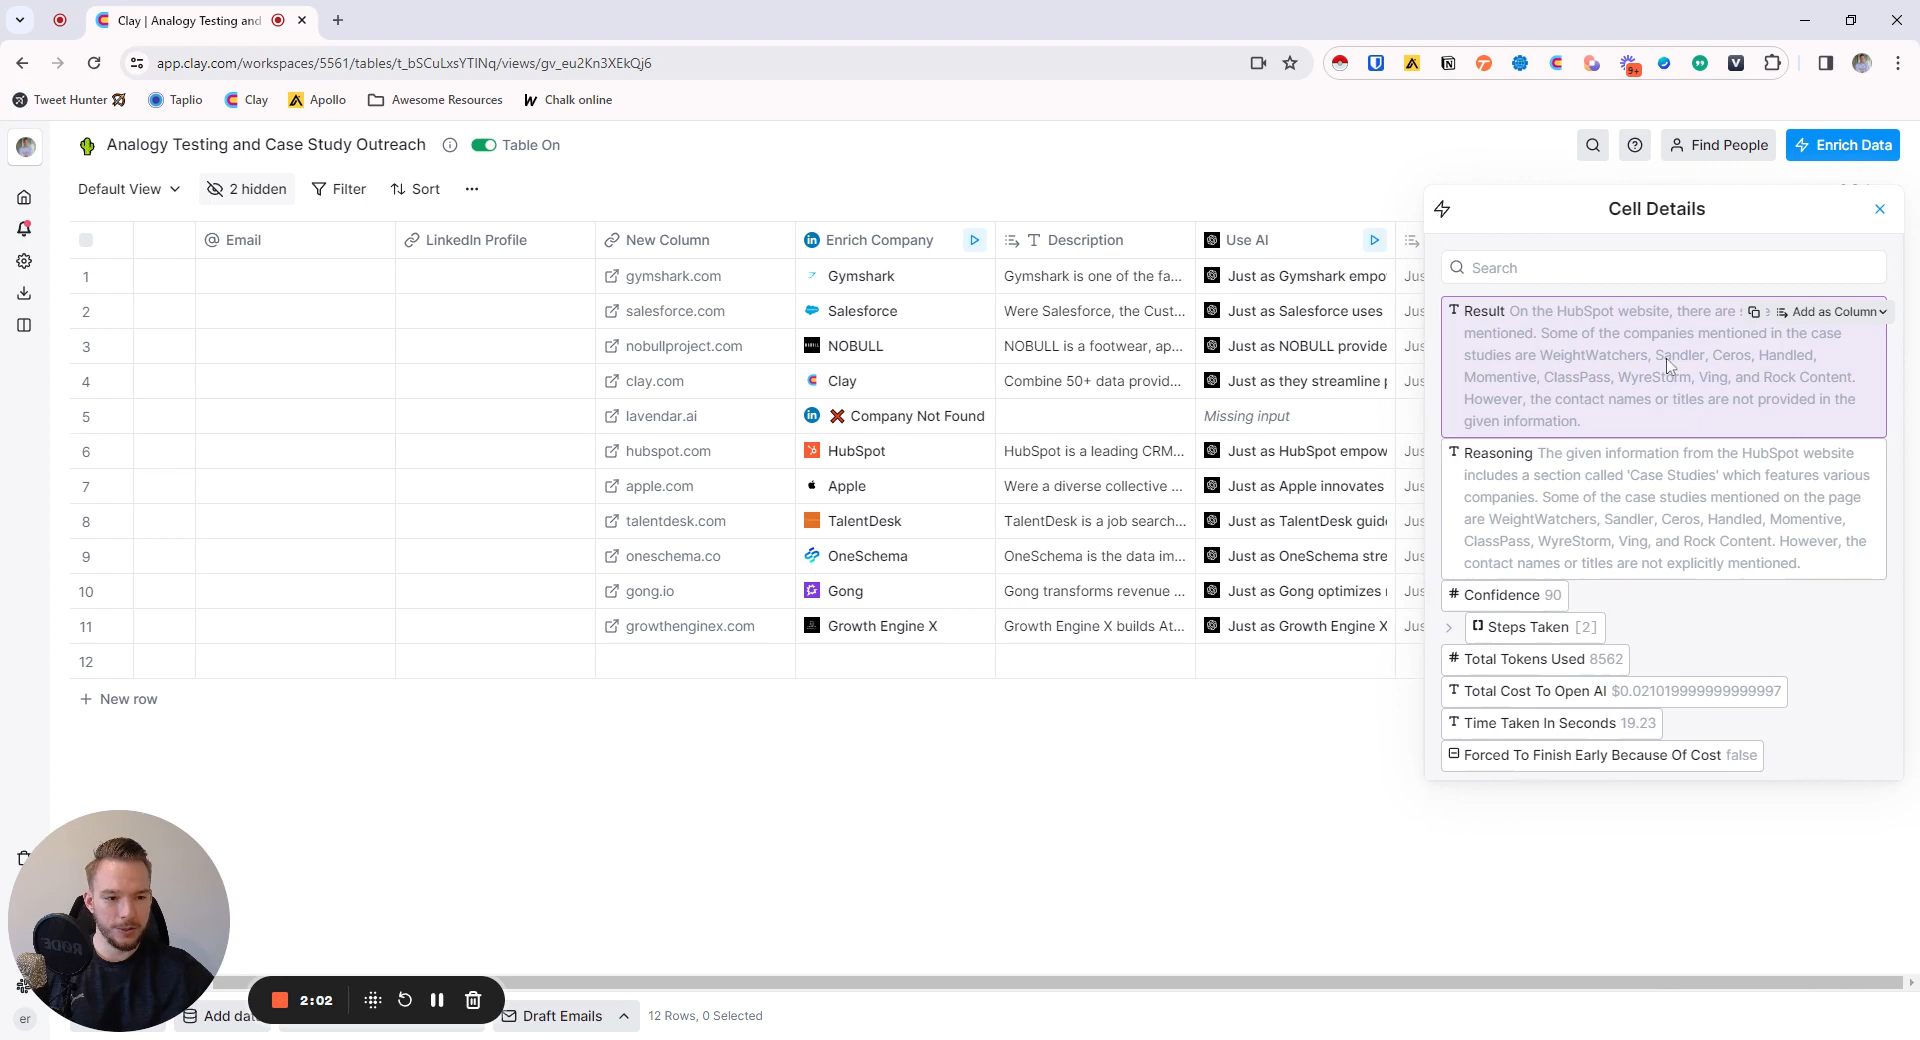 Clay | Analogy Testing and
app.clay.com/workspaces/5561/tables/t_bSCuLxsYTlNq/views/gv_eu2Kn3XEkQj6
9+
Tweet Hunter
Taplio
Clay
Apollo
Awesome Resources
Chalk online
Analogy Testing and Case Study Outreach
Table On
Find People
Enrich Data
Default View
2 hidden
Filter
Sort
Email
LinkedIn Profile
New Column
Enrich Company
Description
Use AI
1 gymshark.com Gymshark Gymshark is one of the fa... Just as Gymshark empo
2 salesforce.com Salesforce Were Salesforce, the Cust... Just as Salesforce uses
3 nobullproject.com NOBULL NOBULL is a footwear, ap... Just as NOBULL provide
4 clay.com Clay Combine 50+ data provid... Just as they streamline p
5 lavendar.ai Company Not Found Missing input
6 hubspot.com HubSpot HubSpot is a leading CRM... Just as HubSpot empow Jus
7 apple.com Apple Were a diverse collective ... Just as Apple innovates Jus
8 talentdesk.com TalentDesk TalentDesk is a job search... Just as TalentDesk guide Jus
9 oneschema.co OneSchema OneSchema is the data im... Just as OneSchema stre Jus
10 gong.io Gong Gong transforms revenue ... Just as Gong optimizes Jus
11 growthenginex.com Growth Engine X Growth Engine X builds At... Just as Growth Engine X Jus
12
+ New row
Cell Details
Search
Result On the HubSpot website, there are Add as Column
mentioned. Some of the companies mentioned in the case
studies are WeightWatchers, Sandler, Ceros, Handled,
Momentive, ClassPass, WyreStorm, Ving, and Rock Content.
However, the contact names or titles are not provided in the
given information.
Reasoning The given information from the HubSpot website
includes a section called 'Case Studies' which features various
companies. Some of the case studies mentioned on the page
are WeightWatchers, Sandler, Ceros, Handled, Momentive,
ClassPass, WyreStorm, Ving, and Rock Content. However, the
contact names or titles are not explicitly mentioned.
# Confidence 90
Steps Taken [2]
# Total Tokens Used 8562
Total Cost To Open AI $0.021019999999999997
Time Taken In Seconds 19.23
Forced To Finish Early Because Of Cost false
RODE
2:02
er
Add dat
Draft Emails
12 Rows, 0 Selected